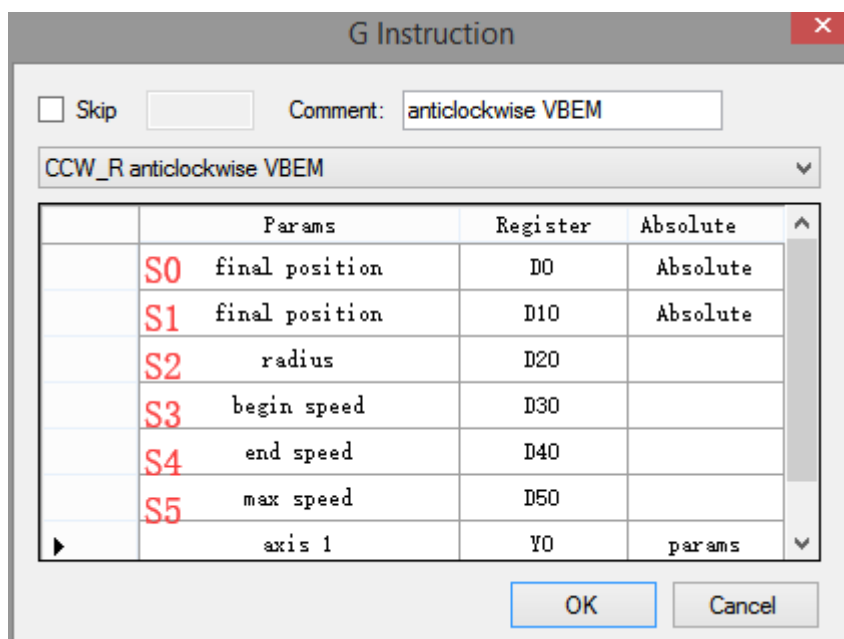 G Instruction
Skip Comment: anticlockwise VBEM
CCW_R anticlockwise VBEM
Params Register Absolute
S0 final position D0 Absolute
S1 final position D10 Absolute
S2 radius D20
S3 begin speed D30
S4 end speed D40
S5 max speed D50
axis 1 Y0 params
OK Cancel